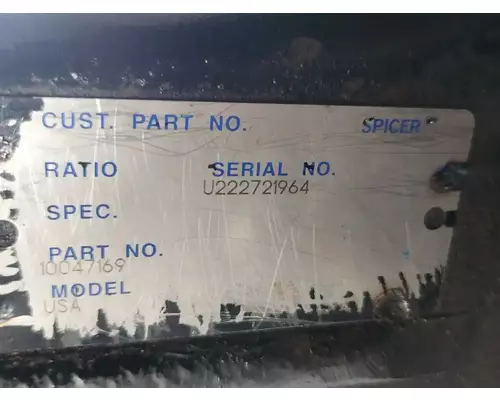 CUST. PART NO. SPICER
RATIO SERIAL NO.
U222721964
SPEC.
PART NO.
10047169
MODEL
USA